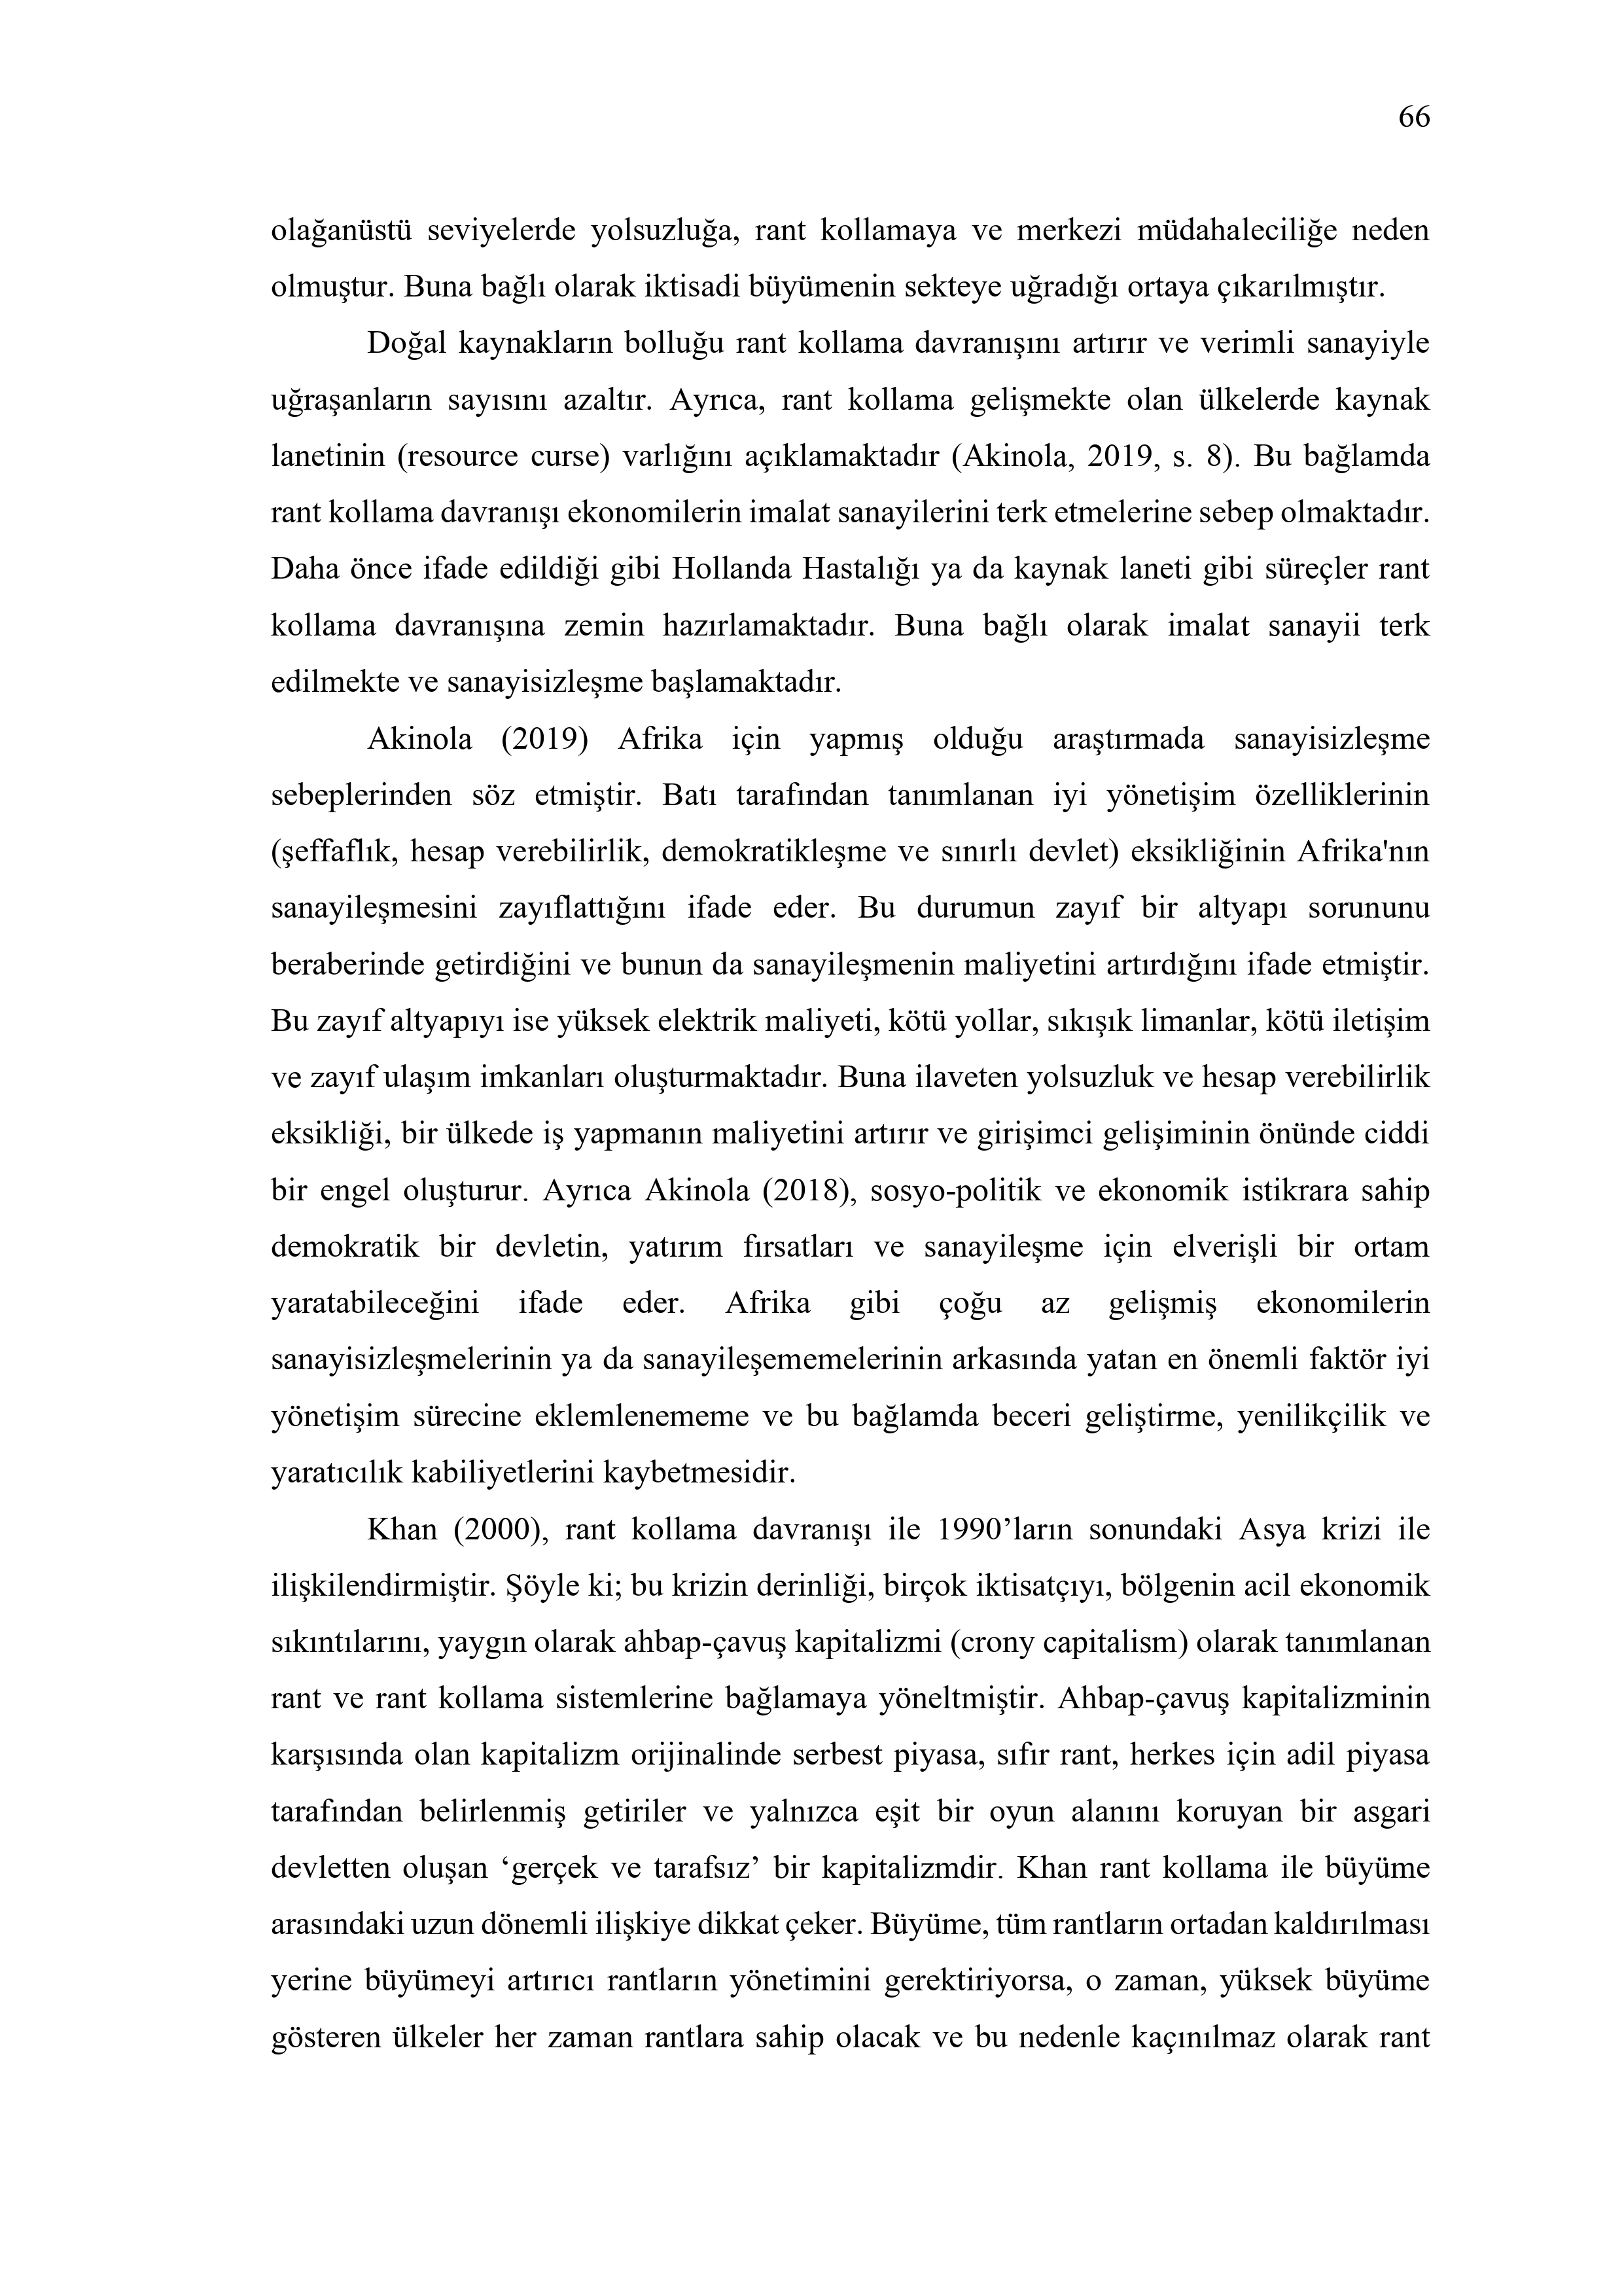 66
olağanüstü seviyelerde yolsuzluğa, rant kollamaya ve merkezi müdahaleciliğe neden
olmuştur. Buna bağlı olarak iktisadi büyümenin sekteye uğradığı ortaya çıkarılmıştır.
Doğal kaynakların bolluğu rant kollama davranışını artırır ve verimli sanayiyle
uğraşanların sayısını azaltır. Ayrıca, rant kollama gelişmekte olan ülkelerde kaynak
lanetinin (resource curse) varlığını açıklamaktadır (Akinola, 2019, s. 8). Bu bağlamda
rant kollama davranışı ekonomilerin imalat sanayilerini terk etmelerine sebep olmaktadır.
Daha önce ifade edildiği gibi Hollanda Hastalığı ya da kaynak laneti gibi süreçler rant
kollama davranışına zemin hazırlamaktadır. Buna bağlı olarak imalat sanayii terk
edilmekte ve sanayisizleşme başlamaktadır.
Akinola (2019) Afrika için yapmış olduğu araştırmada sanayisizleşme
sebeplerinden söz etmiştir. Batı tarafından tanımlanan iyi yönetişim özelliklerinin
(şeffaflık, hesap verebilirlik, demokratikleşme ve sınırlı devlet) eksikliğinin Afrika'nın
sanayileşmesini zayıflattığını ifade eder. Bu durumun zayıf bir altyapı sorununu
beraberinde getirdiğini ve bunun da sanayileşmenin maliyetini artırdığını ifade etmiştir.
Bu zayıf altyapıyı ise yüksek elektrik maliyeti, kötü yollar, sıkışık limanlar, kötü iletişim
ve zayıf ulaşım imkanları oluşturmaktadır. Buna ilaveten yolsuzluk ve hesap verebilirlik
eksikliği, bir ülkede iş yapmanın maliyetini artırır ve girişimci gelişiminin önünde ciddi
bir engel oluşturur. Ayrıca Akinola (2018), sosyo-politik ve ekonomik istikrara sahip
demokratik bir devletin, yatırım fırsatları ve sanayileşme için elverişli bir ortam
yaratabileceğini ifade eder. Afrika gibi çoğu az gelişmiş ekonomilerin
sanayisizleşmelerinin ya da sanayileşememelerinin arkasında yatan en önemli faktör iyi
yönetişim sürecine eklemlenememe ve bu bağlamda beceri geliştirme, yenilikçilik ve
yaratıcılık kabiliyetlerini kaybetmesidir.
Khan (2000), rant kollama davranışı ile 1990’ların sonundaki Asya krizi ile
ilişkilendirmiştir. Şöyle ki; bu krizin derinliği, birçok iktisatçıyı, bölgenin acil ekonomik
sıkıntılarını, yaygın olarak ahbap-çavuş kapitalizmi (crony capitalism) olarak tanımlanan
rant ve rant kollama sistemlerine bağlamaya yöneltmiştir. Ahbap-çavuş kapitalizminin
karşısında olan kapitalizm orijinalinde serbest piyasa, sıfır rant, herkes için adil piyasa
tarafından belirlenmiş getiriler ve yalnızca eşit bir oyun alanını koruyan bir asgari
devletten oluşan ‘gerçek ve tarafsız’ bir kapitalizmdir. Khan rant kollama ile büyüme
arasındaki uzun dönemli ilişkiye dikkat çeker. Büyüme, tüm rantların ortadan kaldırılması
yerine büyümeyi artırıcı rantların yönetimini gerektiriyorsa, o zaman, yüksek büyüme
gösteren ülkeler her zaman rantlara sahip olacak ve bu nedenle kaçınılmaz olarak rant